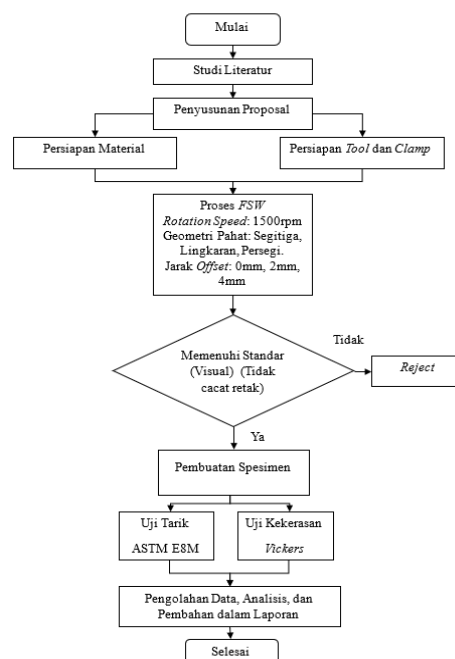 Mulai
Studi Literatur
Penyusunan Proposal
Persiapan Material
Persiapan Tool dan Clamp
Proses FSW
Rotation Speed: 1500rpm
Geometri Pahat: Segitiga,
Lingkaran, Persegi.
Jarak Offset: 0mm, 2mm,
4mm
Memenuhi Standar
(Visual) (Tidak
cacat retak)
Tidak
Reject
Ya
Pembuatan Spesimen
Uji Tarik
ASTM E8M
Uji Kekerasan
Vickers
Pengolahan Data, Analisis, dan
Pembahan dalam Laporan
Selesai